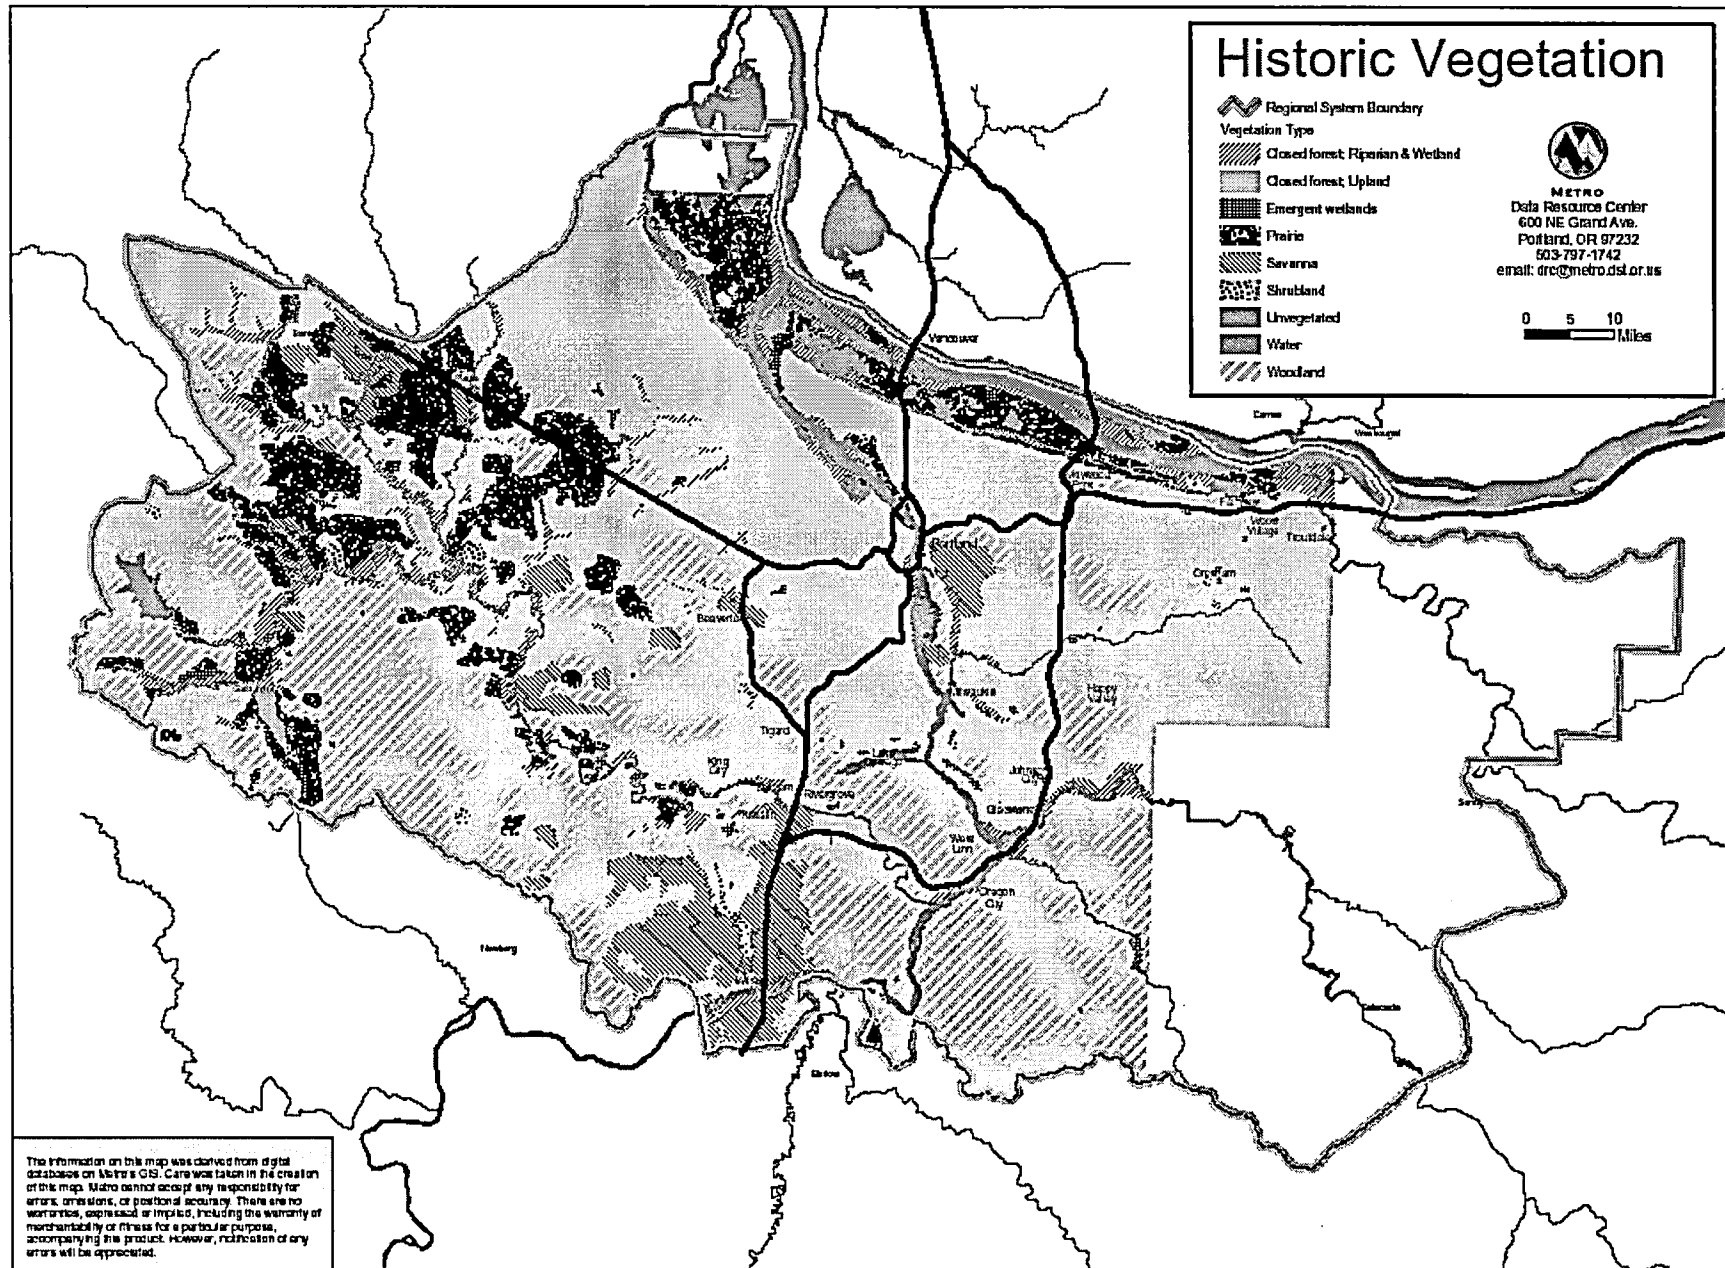 Historic Vegetation
Regional System Boundary
Vegetation Type
Closed forest; Riparian & Wetland
Closed forest; Upland
Emergent wetlands
Prairie
Savanna
Shrubland
Unvegetated
Water
Woodland
METRO
Data Resource Center
600 NE Grand Ave.
Portland, OR 97232
503-797-1742
email: drc@metro.dst.or.us
0 5 10
Miles
Vancouver
Camas
Washougal
Wood
Village
Troutdale
Gresham
Portland
Beaverton
Happy
Valley
Milwaukie
Tigard
King
City
Lake
Oswego
Johnson
City
Rivergrove
Gladstone
West
Linn
Oregon
City
Sandy
Newberg
Estacada
The information on this map was derived from digital
databases on Metro's GIS. Care was taken in the creation
of this map. Metro cannot accept any responsibility for
errors, omissions, or positional accuracy. There are no
warranties, expressed or implied, including the warranty of
merchantability or fitness for a particular purpose,
accompanying this product. However, notification of any
errors will be appreciated.